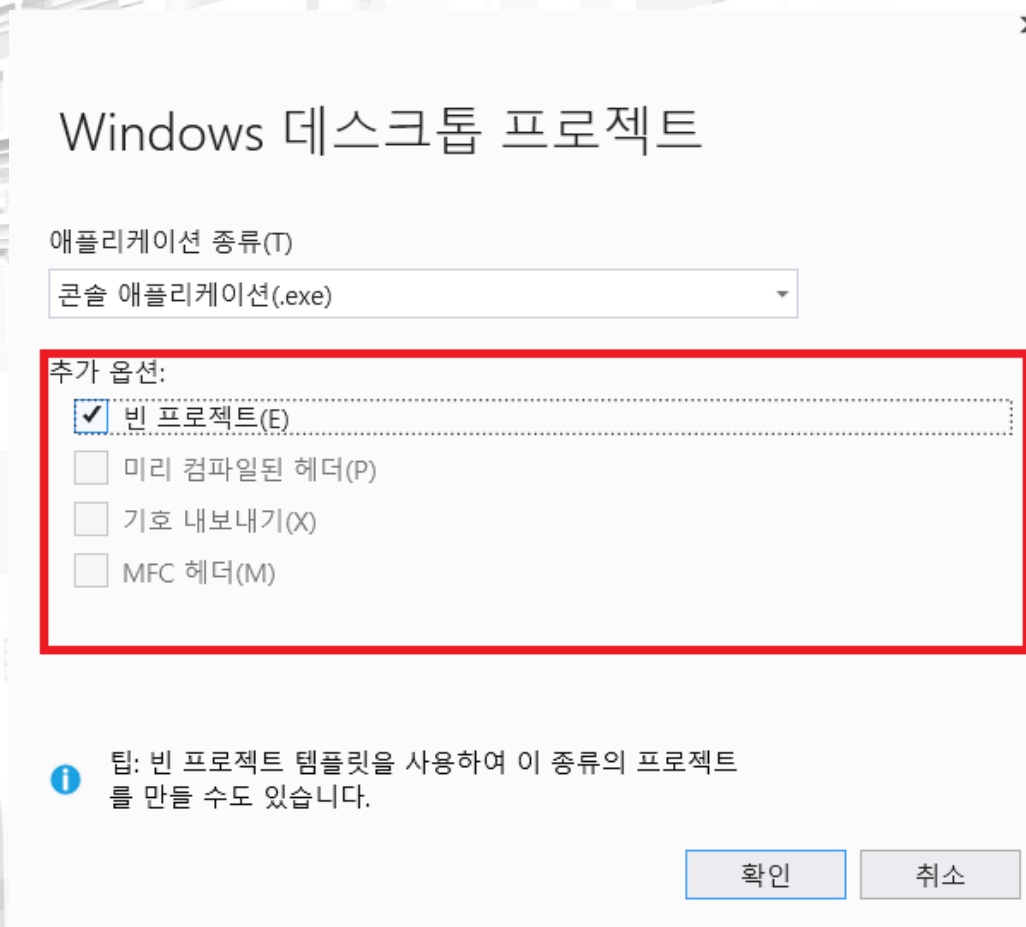 Windows 데스크톱 프로젝트
애플리케이션 종류(T)
콘솔 애플리케이션(.exe)
추가 옵션:
빈 프로젝트(E)
미리 컴파일된 헤더(P)
기호 내보내기(X)
MFC 헤더(M)
팁: 빈 프로젝트 템플릿을 사용하여 이 종류의 프로젝트
를 만들 수도 있습니다.
확인
취소